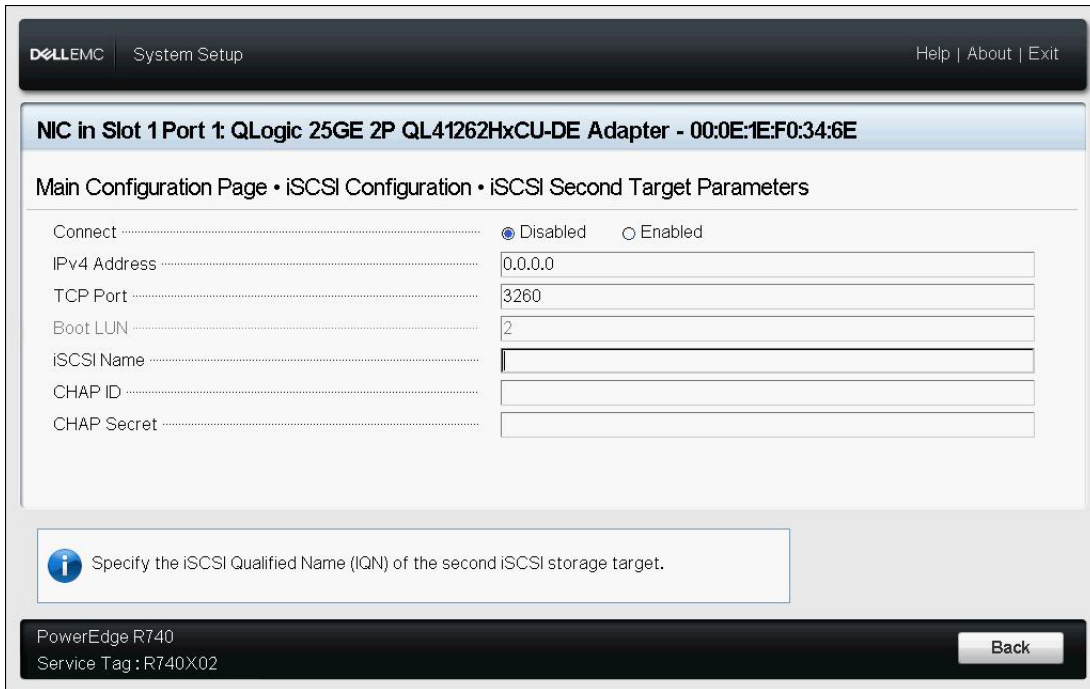 DELLEMC System Setup Help | About | Exit
NIC in Slot 1 Port 1: QLogic 25GE 2P QL41262HxCU-DE Adapter - 00:0E:1E:F0:34:6E
Main Configuration Page • iSCSI Configuration • iSCSI Second Target Parameters
Connect Disabled Enabled
IPv4 Address 0.0.0.0
TCP Port 3260
Boot LUN 2
iSCSI Name
CHAP ID
CHAP Secret
Specify the iSCSI Qualified Name (IQN) of the second iSCSI storage target.
PowerEdge R740
Service Tag : R740X02
Back